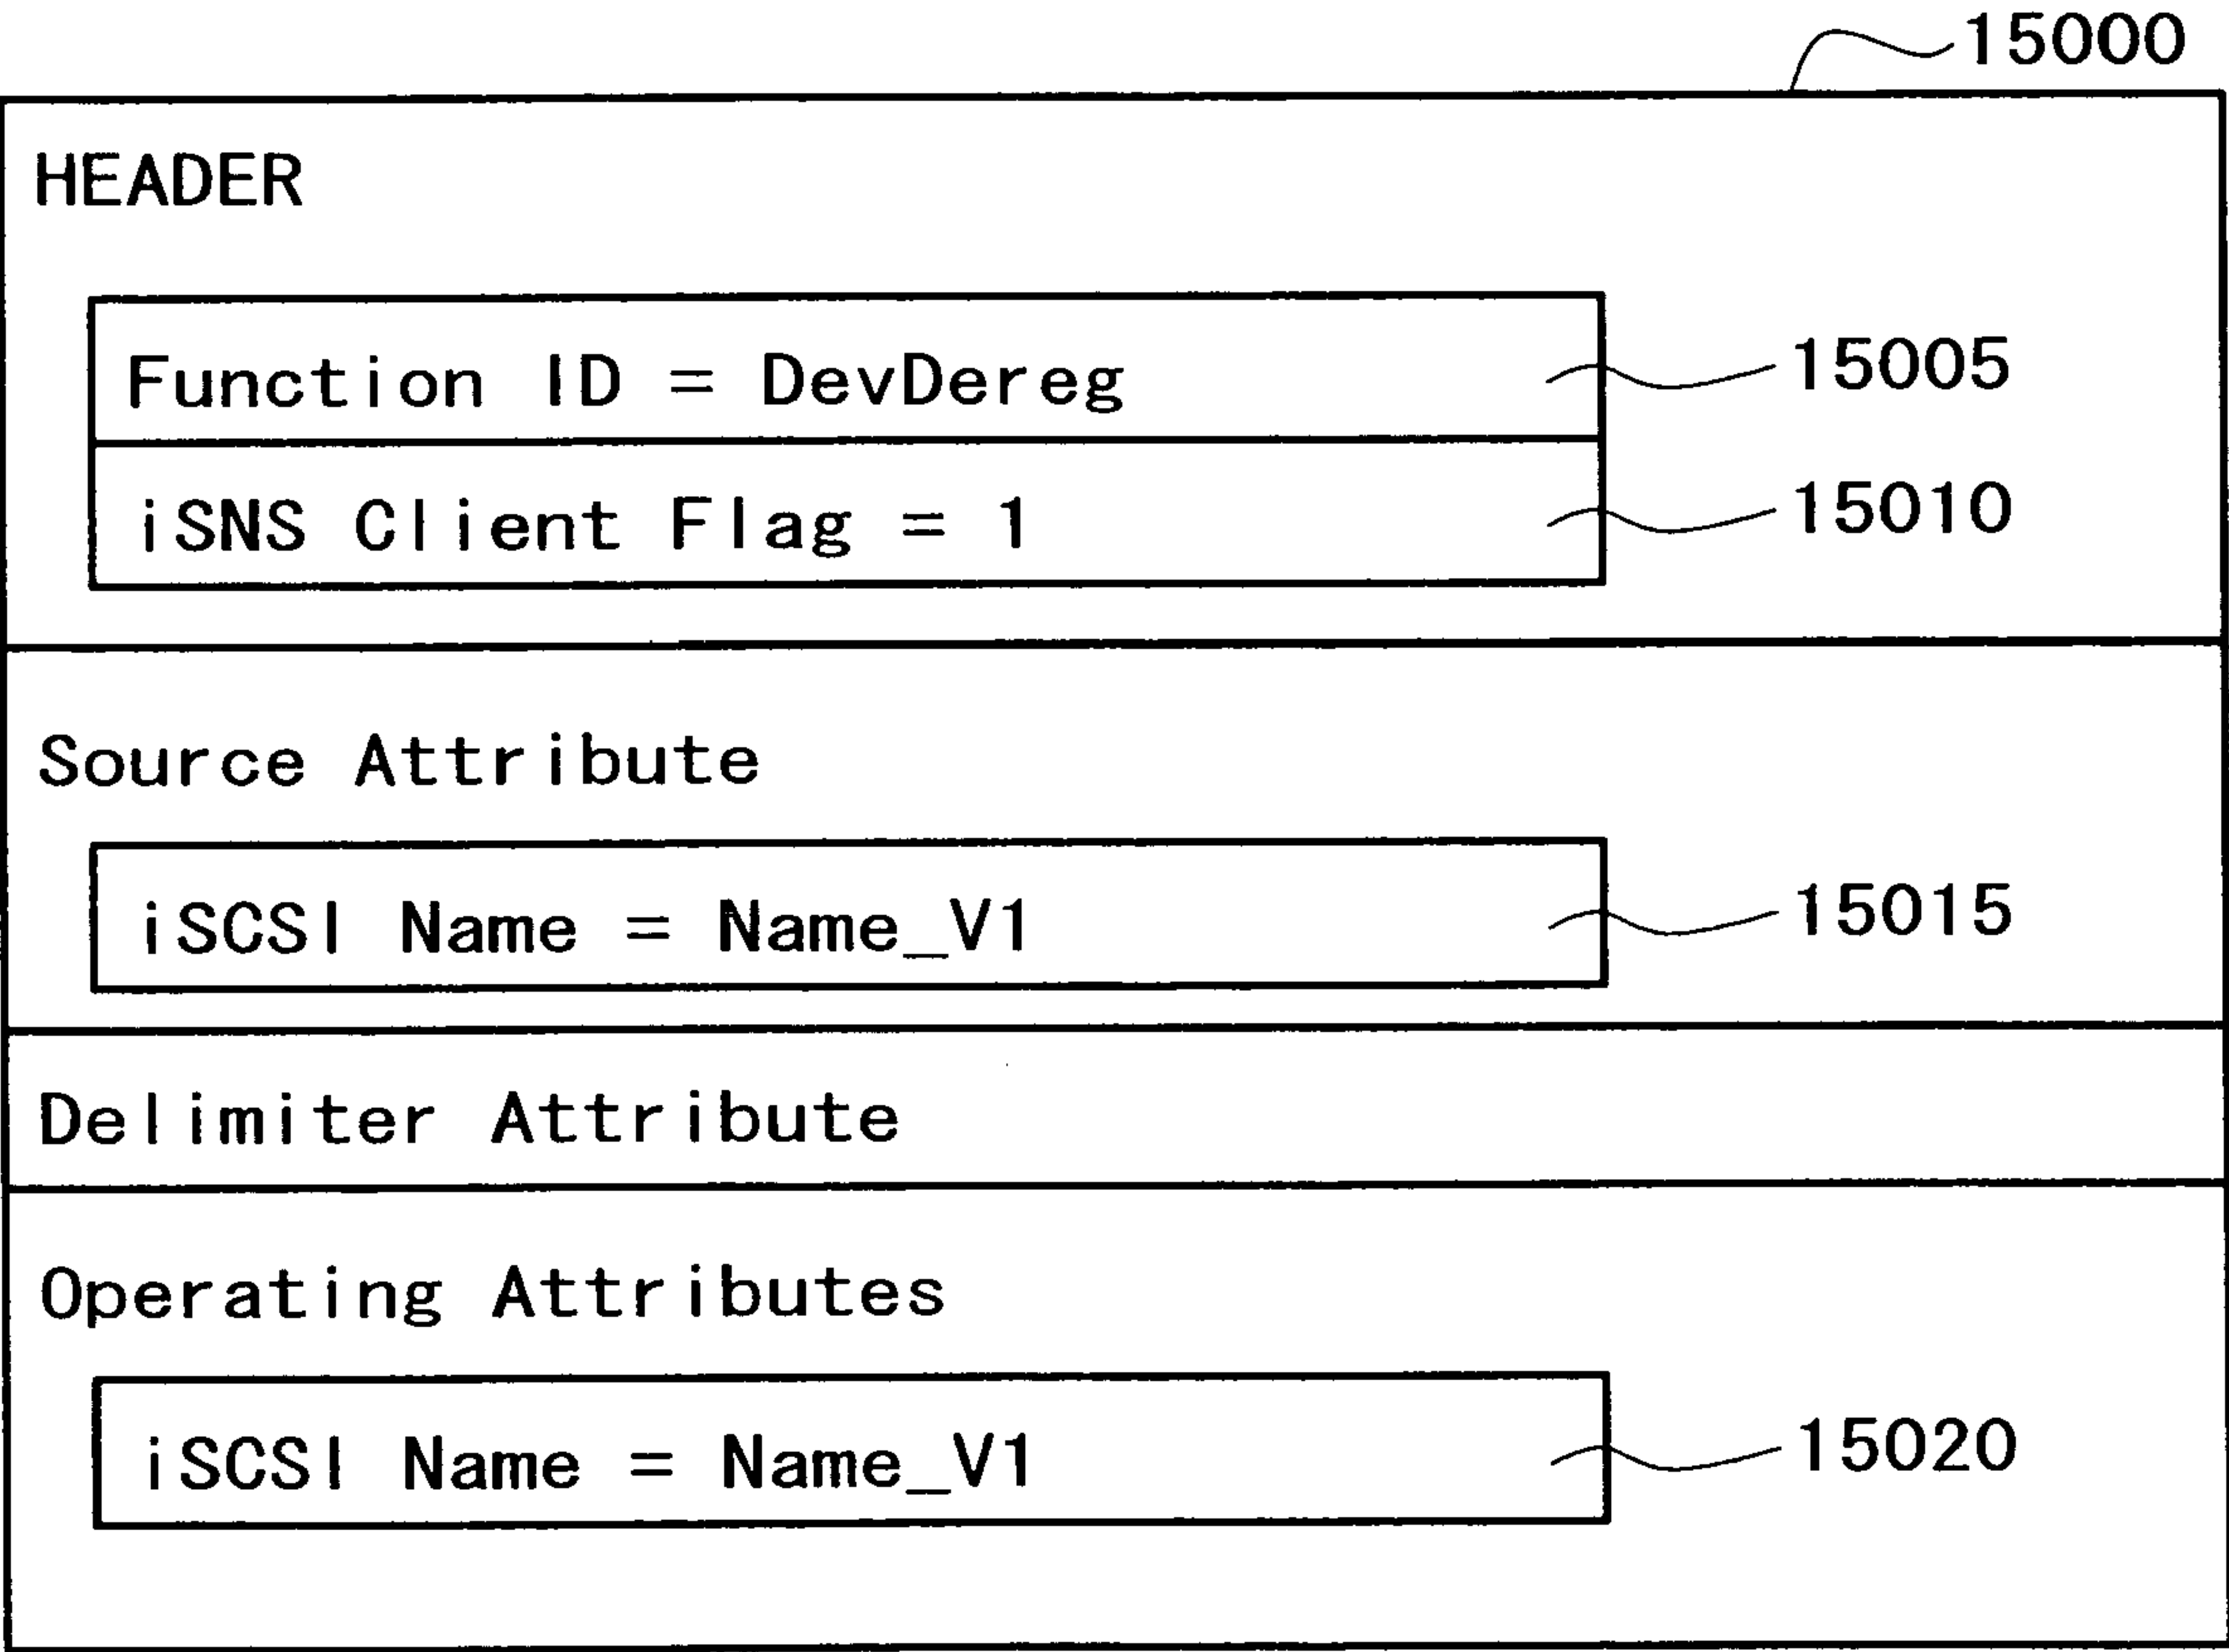 15000
HEADER
Function ID = DevDereg 15005
iSNS Client Flag = 1 15010
Source Attribute
iSCSI Name = Name_V1 15015
Delimiter Attribute
Operating Attributes
iSCSI Name = Name_V1 15020